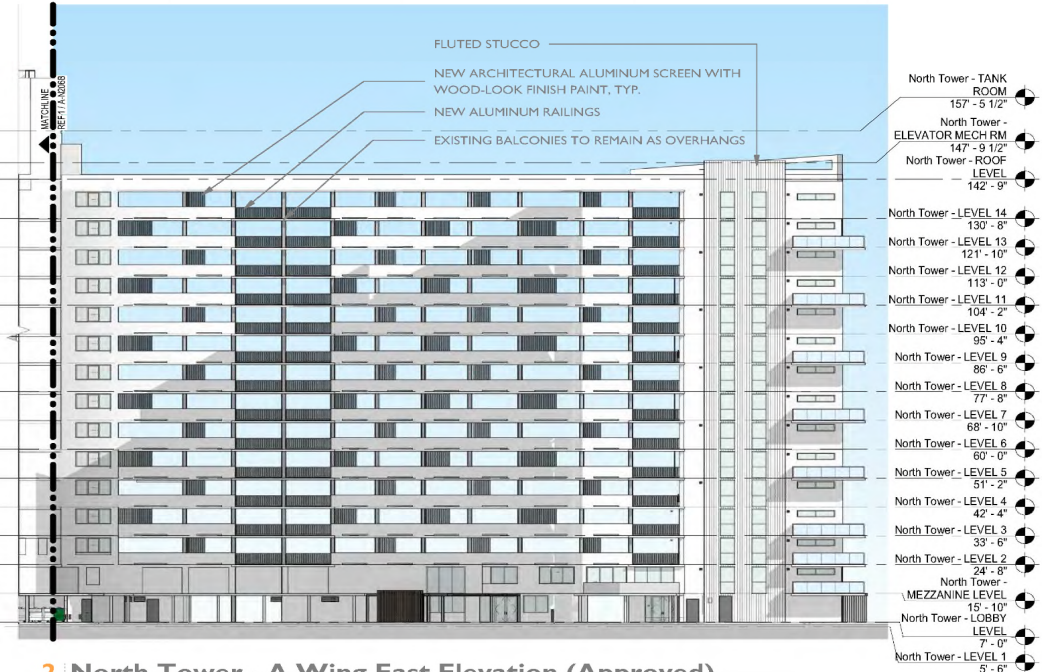 FLUTED STUCCO
NEW ARCHITECTURAL ALUMINUM SCREEN WITH
WOOD-LOOK FINISH PAINT, TYP.
NEW ALUMINUM RAILINGS
EXISTING BALCONIES TO REMAIN AS OVERHANGS
MATCHLINE
REF:1 / A-N2068
North Tower - TANK
ROOM
157' - 5 1/2"
North Tower -
ELEVATOR MECH RM
147' - 9 1/2"
North Tower - ROOF
LEVEL
142' - 9"
North Tower - LEVEL 14
130' - 8"
North Tower - LEVEL 13
121' - 10"
North Tower - LEVEL 12
113' - 0"
North Tower - LEVEL 11
104' - 2"
North Tower - LEVEL 10
95' - 4"
North Tower - LEVEL 9
86' - 6"
North Tower - LEVEL 8
77' - 8"
North Tower - LEVEL 7
68' - 10"
North Tower - LEVEL 6
60' - 0"
North Tower - LEVEL 5
51' - 2"
North Tower - LEVEL 4
42' - 4"
North Tower - LEVEL 3
33' - 6"
North Tower - LEVEL 2
24' - 8"
North Tower -
MEZZANINE LEVEL
15' - 10"
North Tower - LOBBY
LEVEL
7' - 0"
North Tower - LEVEL 1
5' - 6"
2 North Tower - A Wing East Elevation (Approved)